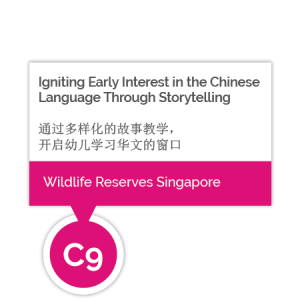 Igniting Early Interest in the Chinese
Language Through Storytelling
通过多样化的故事教学，
开启幼儿学习华文的窗口
Wildlife Reserves Singapore
C9